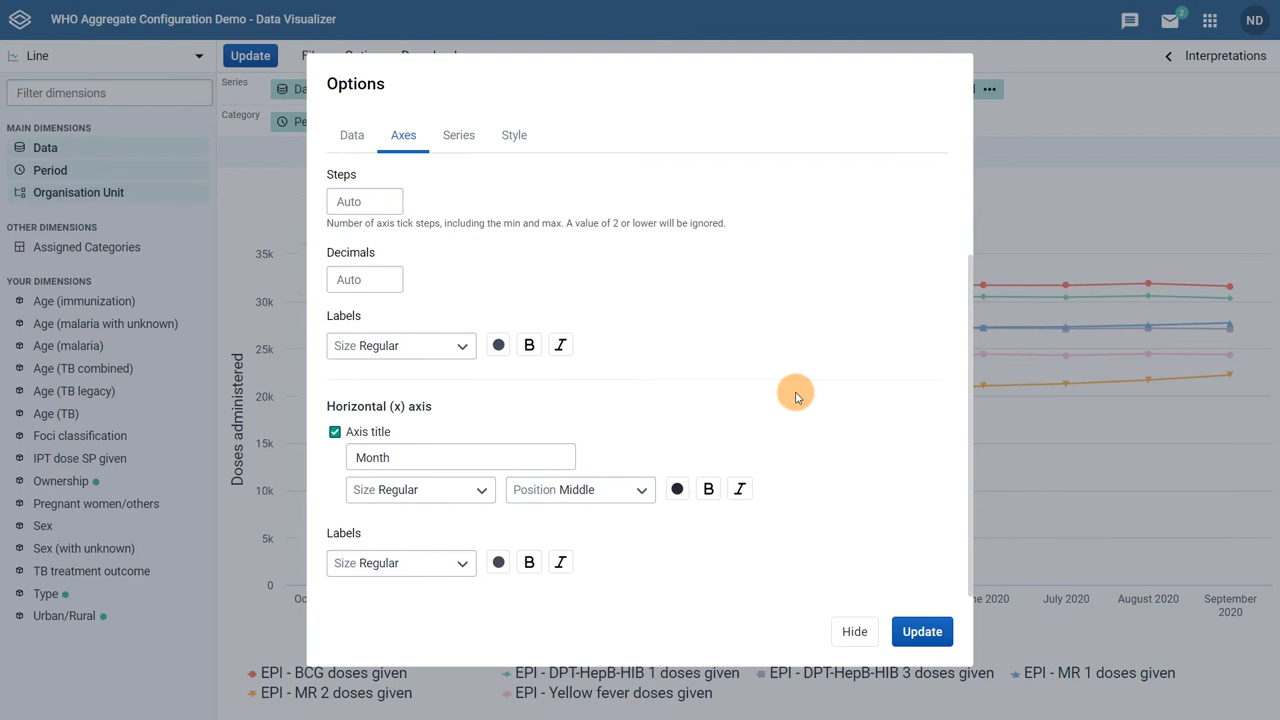 WHO Aggregate Configuration Demo - Data Visualizer
2
ND
Line
Update
Interpretations
Filter dimensions
Series
Category
MAIN DIMENSIONS
Data
Period
Organisation Unit
OTHER DIMENSIONS
Assigned Categories
YOUR DIMENSIONS
Age (immunization)
Age (malaria with unknown)
Age (malaria)
Age (TB combined)
Age (TB legacy)
Age (TB)
Foci classification
IPT dose SP given
Ownership
Pregnant women/others
Sex
Sex (with unknown)
TB treatment outcome
Type
Urban/Rural
Options
Data Axes Series Style
Steps
Auto
Number of axis tick steps, including the min and max. A value of 2 or lower will be ignored.
Decimals
Auto
Labels
Size Regular B I
Horizontal (x) axis
Axis title
Month
Size Regular Position Middle B I
Labels
Size Regular B I
Hide Update
Doses administered
35k
30k
25k
20k
15k
10k
5k
0
July 2020 August 2020 September
2020
EPI - BCG doses given EPI - DPT-HepB-HIB 1 doses given EPI - DPT-HepB-HIB 3 doses given EPI - MR 1 doses given
EPI - MR 2 doses given EPI - Yellow fever doses given